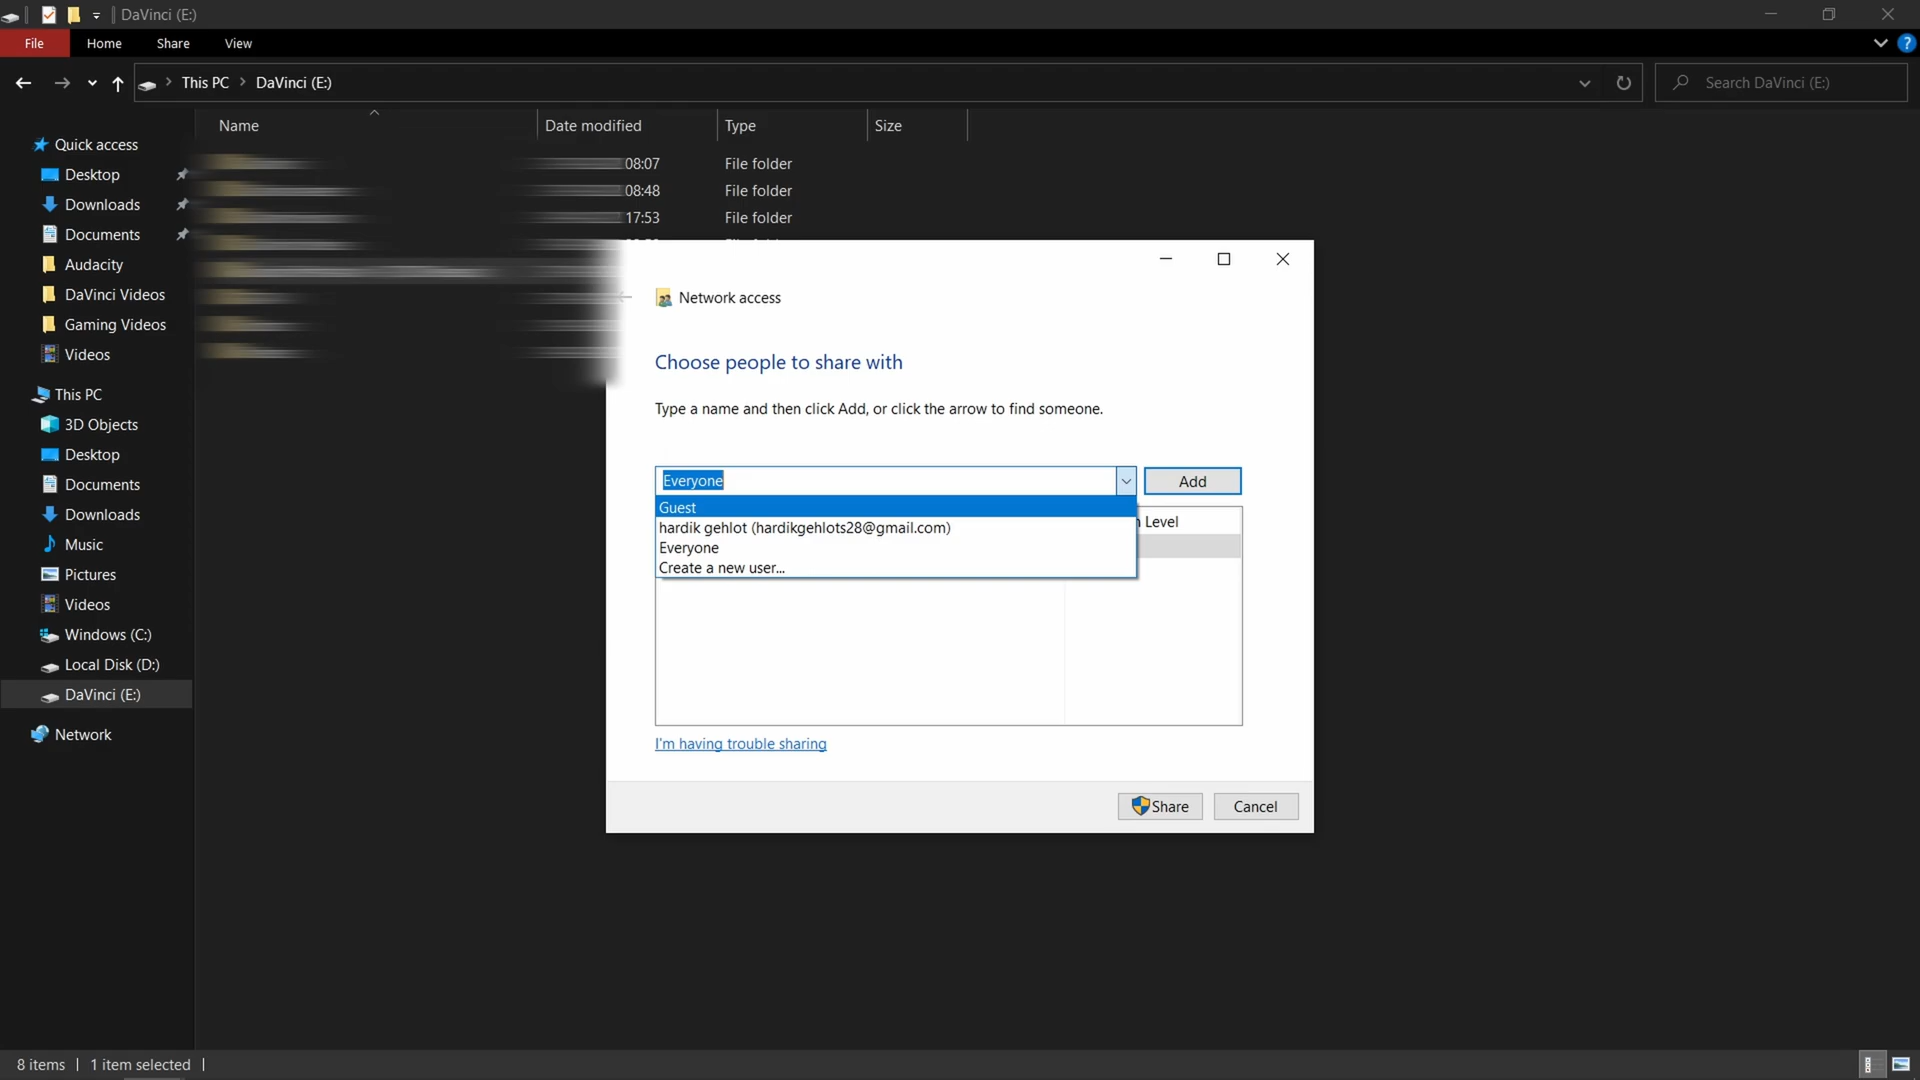 DaVinci (E:)
File Home Share View
This PC DaVinci (E:) Search DaVinci (E:)
Name Date modified Type Size
Quick access
Desktop
Downloads
Documents
Audacity
DaVinci Videos
Gaming Videos
Videos
This PC
3D Objects
Desktop
Documents
Downloads
Music
Pictures
Videos
Windows (C:)
Local Disk (D:)
DaVinci (E:)
Network
08:07 File folder
08:48 File folder
17:53 File folder
Network access
Choose people to share with
Type a name and then click Add, or click the arrow to find someone.
Everyone Add
Guest
hardik gehlot (hardikgehlots28@gmail.com)
Everyone
Create a new user...
Level
I'm having trouble sharing
Share Cancel
8 items 1 item selected